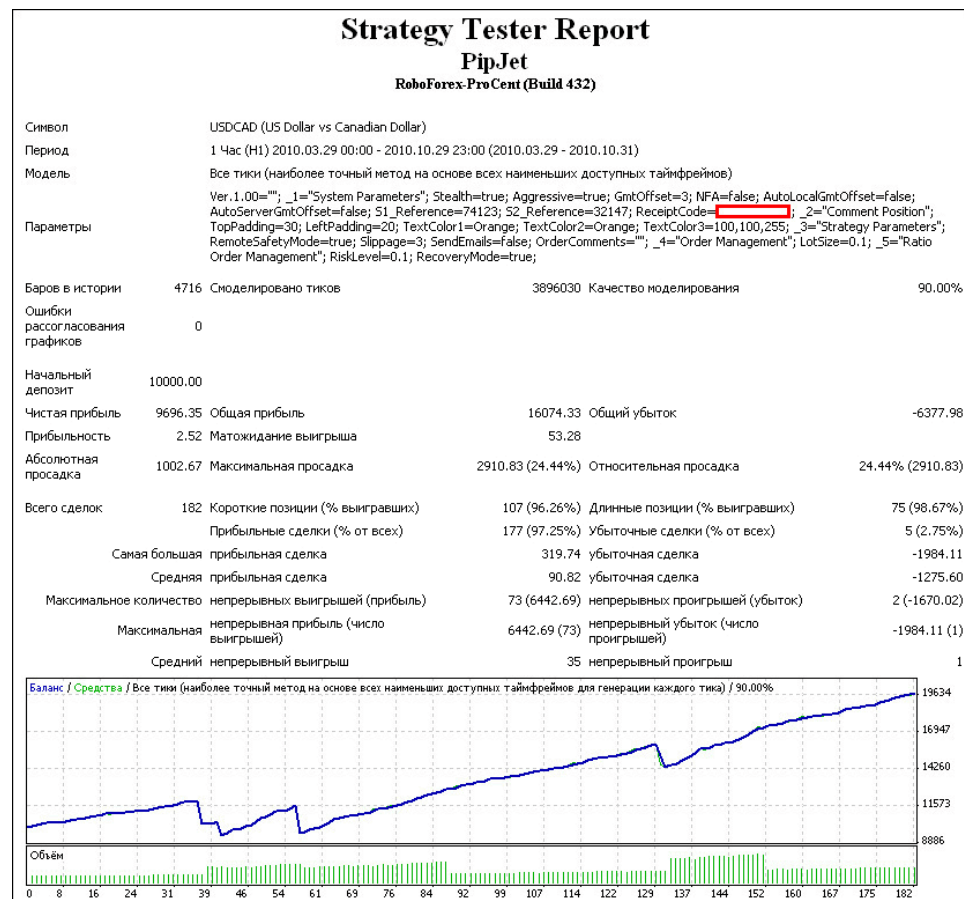 Strategy Tester Report
PipJet
RoboForex-ProCent (Build 432)
Символ USDCAD (US Dollar vs Canadian Dollar)
Период 1 Час (H1) 2010.03.29 00:00 - 2010.10.29 23:00 (2010.03.29 - 2010.10.31)
Модель Все тики (наиболее точный метод на основе всех наименьших доступных таймфреймов)
Параметры
Ver.1.00=""; _1="System Parameters"; Stealth=true; Aggressive=true; GmtOffset=3; NFA=false; AutoLocalGmtOffset=false;
AutoServerGmtOffset=false; S1_Reference=74123; S2_Reference=32147; ReceiptCode= ; _2="Comment Position";
TopPadding=30; LeftPadding=20; TextColor1=Orange; TextColor2=Orange; TextColor3=100,100,255; _3="Strategy Parameters";
RemoteSafetyMode=true; Slippage=3; SendEmails=false; OrderComments=""; _4="Order Management"; LotSize=0.1; _5="Ratio
Order Management"; RiskLevel=0.1; RecoveryMode=true;
Баров в истории 4716 Смоделировано тиков 3896030 Качество моделирования 90.00%
Ошибки
рассогласования 0
графиков
Начальный
депозит 10000.00
Чистая прибыль 9696.35 Общая прибыль 16074.33 Общий убыток -6377.98
Прибыльность 2.52 Матожидание выигрыша 53.28
Абсолютная
просадка 1002.67 Максимальная просадка 2910.83 (24.44%) Относительная просадка 24.44% (2910.83)
Всего сделок 182 Короткие позиции (% выигравших) 107 (96.26%) Длинные позиции (% выигравших) 75 (98.67%)
Прибыльные сделки (% от всех) 177 (97.25%) Убыточные сделки (% от всех) 5 (2.75%)
Самая большая прибыльная сделка 319.74 убыточная сделка -1984.11
Средняя прибыльная сделка 90.82 убыточная сделка -1275.60
Максимальное количество непрерывных выигрышей (прибыль) 73 (6442.69) непрерывных проигрышей (убыток) 2 (-1670.02)
Максимальная непрерывная прибыль (число выигрышей) 6442.69 (73) непрерывный убыток (число проигрышей) -1984.11 (1)
Средний непрерывный выигрыш 35 непрерывный проигрыш 1
Баланс / Средства / Все тики (наиболее точный метод на основе всех наименьших доступных таймфреймов для генерации каждого тика) / 90.00%
19634
16947
14260
11573
8886
Объём
0 8 16 24 31 39 46 54 61 69 76 84 92 99 107 114 122 129 137 144 152 160 167 175 182